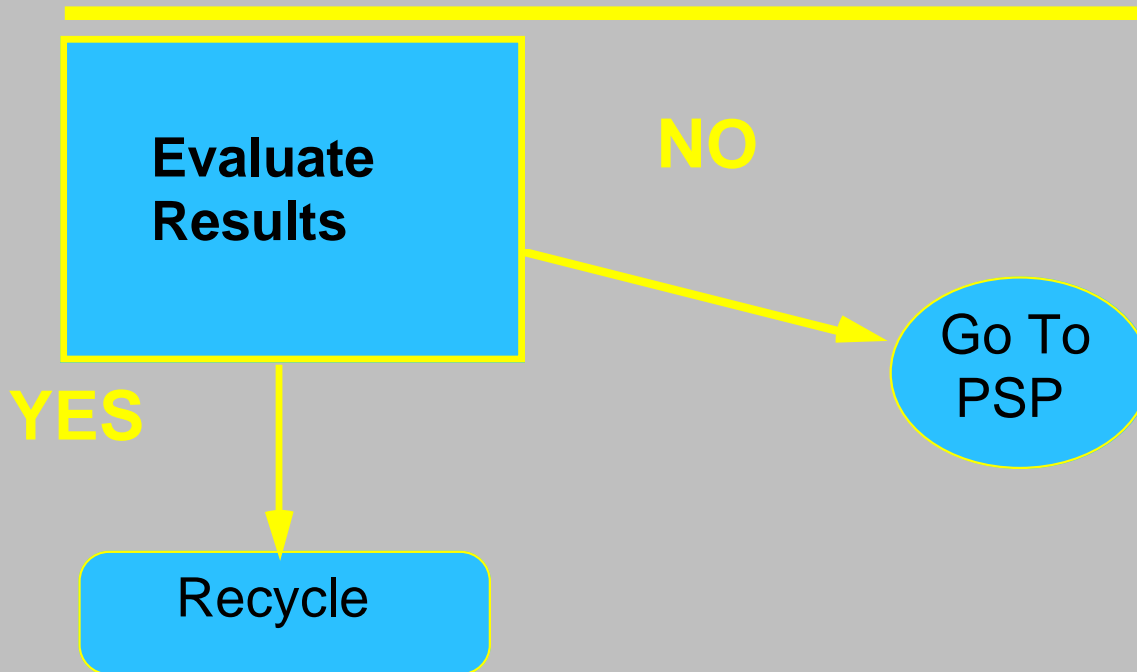 Evaluate
Results
NO
Go To
PSP
YES
Recycle